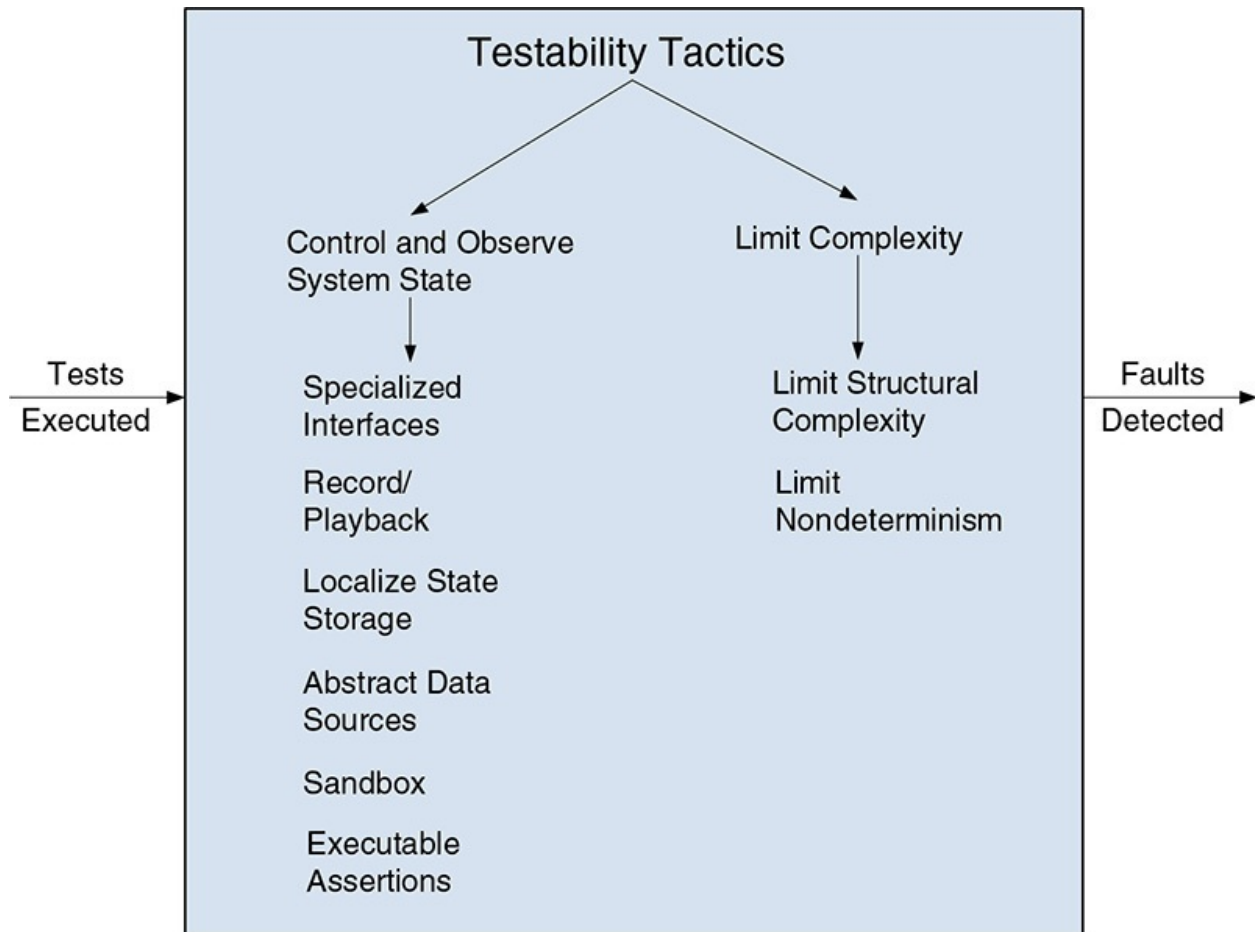 Testability Tactics
Control and Observe
System State
Limit Complexity
Tests
Executed
Specialized
Interfaces
Record/
Playback
Localize State
Storage
Abstract Data
Sources
Sandbox
Executable
Assertions
Limit Structural
Complexity
Limit
Nondeterminism
Faults
Detected